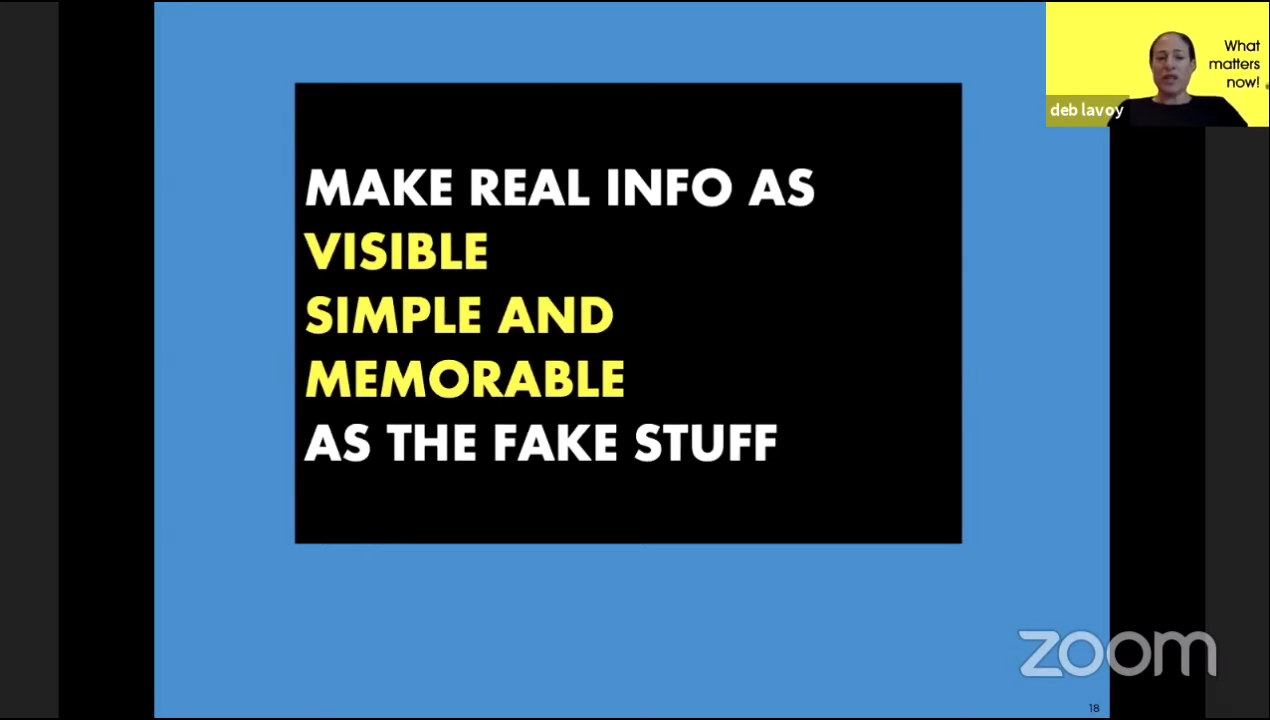 MAKE REAL INFO AS
VISIBLE
SIMPLE AND
MEMORABLE
AS THE FAKE STUFF
What
matters
now!
deb lavoy
zoom
18